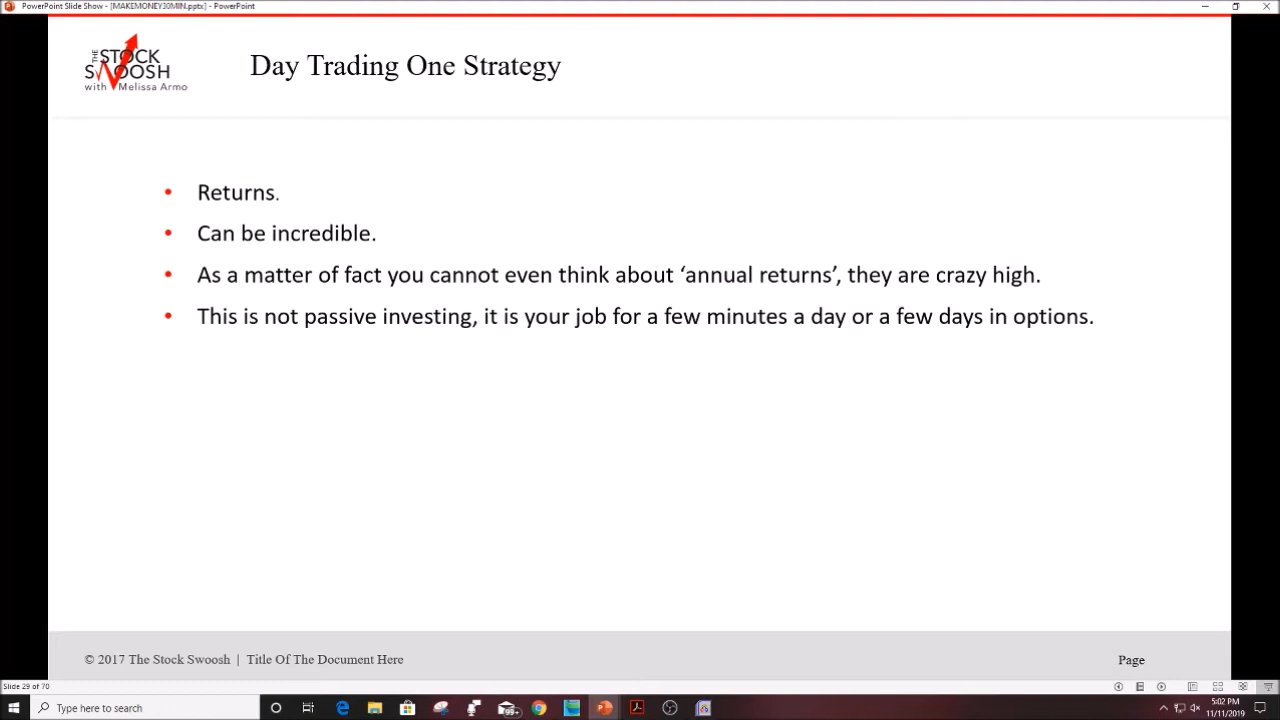 PowerPoint Slide Show - [MAKEMONEY30MIN.pptx] - PowerPoint
THE STOCK
SWOOSH
with Melissa Armo
Day Trading One Strategy
• Returns.
• Can be incredible.
• As a matter of fact you cannot even think about ‘annual returns’, they are crazy high.
• This is not passive investing, it is your job for a few minutes a day or a few days in options.
© 2017 The Stock Swoosh | Title Of The Document Here
Page
Slide 29 of 70
Type here to search
99+
5:02 PM
11/11/2019